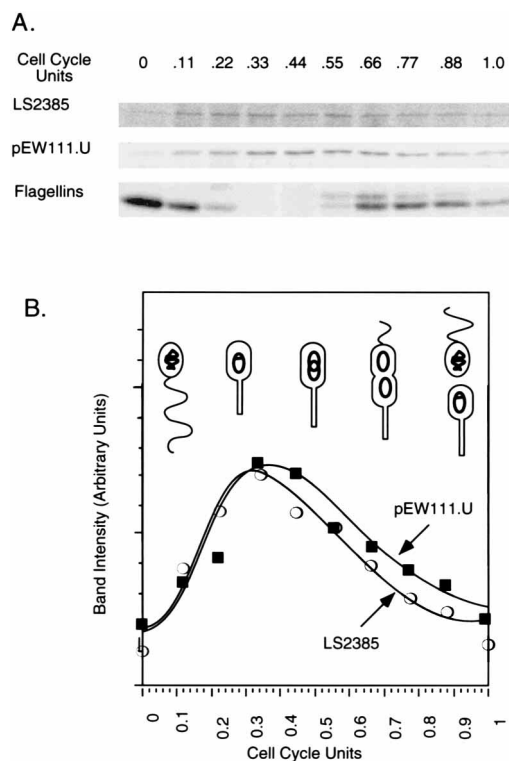 A.
Cell Cycle Units 0 .11 .22 .33 .44 .55 .66 .77 .88 1.0
LS2385
pEW111.U
Flagellins
B.
Band Intensity (Arbitrary Units)
pEW111.U
LS2385
0 0.1 0.2 0.3 0.4 0.5 0.6 0.7 0.8 0.9 1
Cell Cycle Units